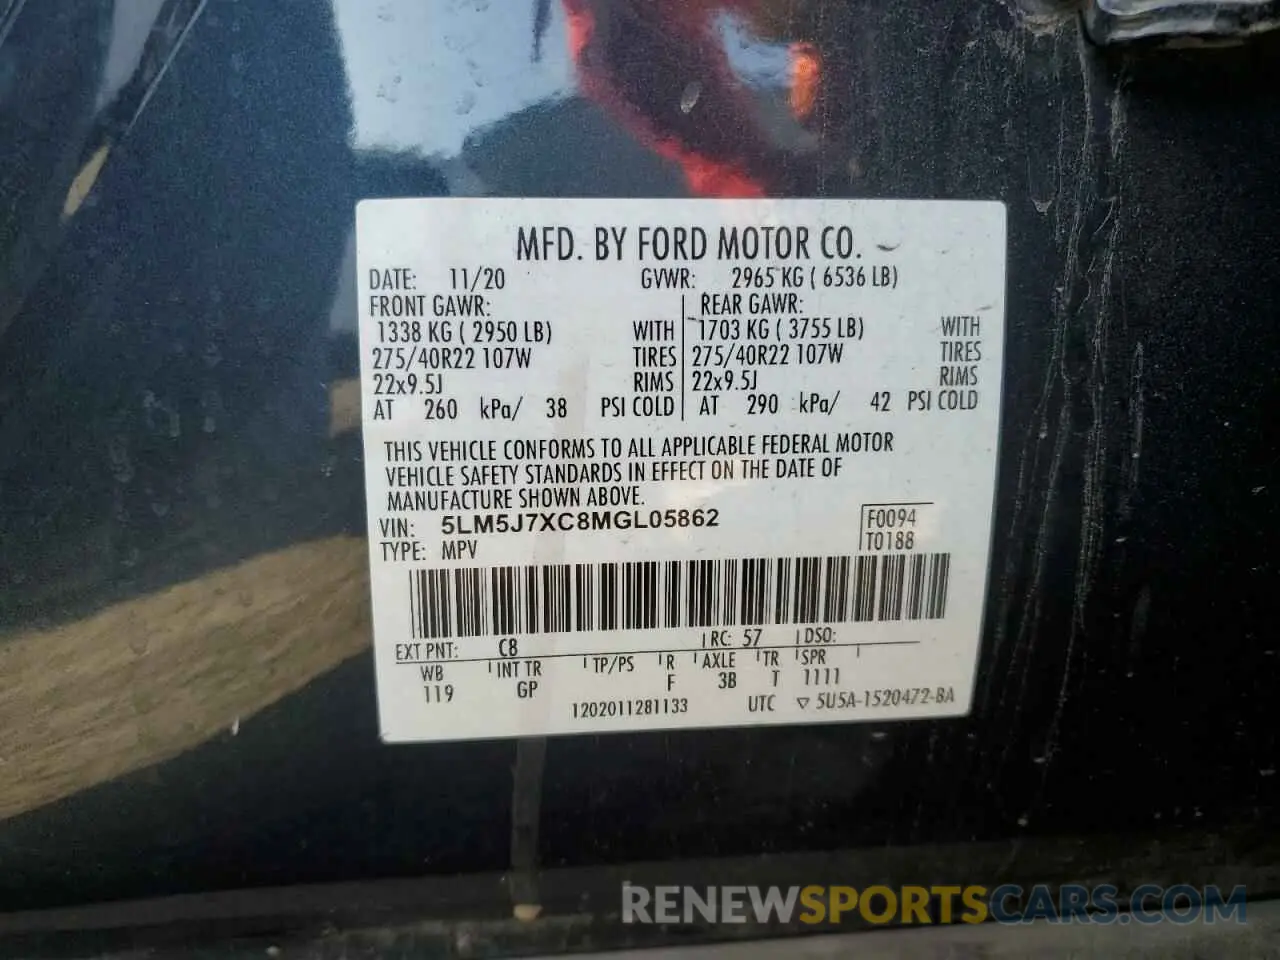 MFD. BY FORD MOTOR CO.
DATE: 11/20 GVWR: 2965 KG ( 6536 LB)
FRONT GAWR: REAR GAWR:
1338 KG ( 2950 LB) WITH 1703 KG ( 3755 LB) WITH
275/40R22 107W TIRES 275/40R22 107W TIRES
22x9.5J RIMS 22x9.5J RIMS
AT 260 kPa/ 38 PSI COLD AT 290 kPa/ 42 PSI COLD
THIS VEHICLE CONFORMS TO ALL APPLICABLE FEDERAL MOTOR
VEHICLE SAFETY STANDARDS IN EFFECT ON THE DATE OF
MANUFACTURE SHOWN ABOVE.
VIN: 5LM5J7XC8MGL05862 F0094
TYPE: MPV T0188
EXT PNT: C8 RC: 57 DSO:
WB INT TR TP/PS R AXLE TR SPR
119 GP F 3B T 1111
1202011281133 UTC ▽ 5U5A-1520472-BA
RENEWSPORTSCARS.COM